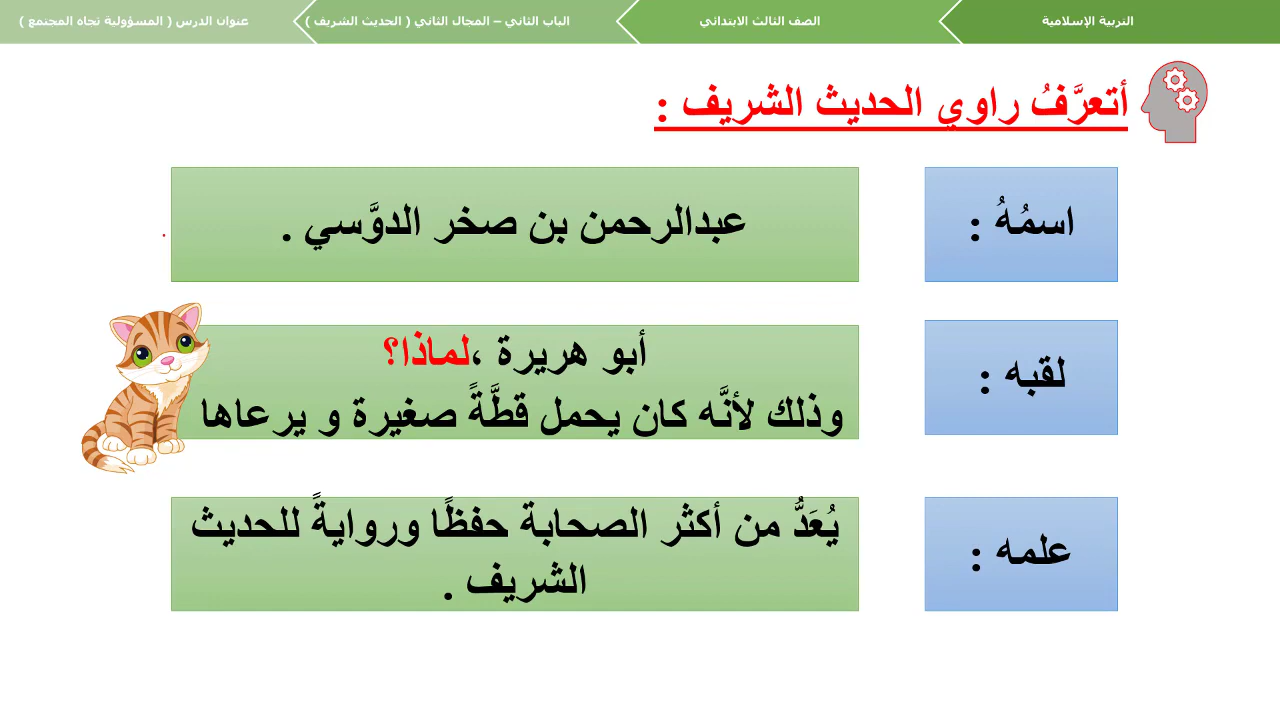 التربية الإسلامية
الصف الثالث الابتدائي
الباب الثاني – المجال الثاني ( الحديث الشريف )
عنوان الدرس ( المسؤولية تجاه المجتمع )
أتعرَّفُ راوي الحديث الشريف :
اسمُهُ :
عبدالرحمن بن صخر الدوَّسي .
لقبه :
أبو هريرة ،لماذا؟
وذلك لأنَّه كان يحمل قطَّةً صغيرة و يرعاها
علمه :
يُعَدُّ من أكثر الصحابة حفظًا وروايةً للحديث
الشريف .